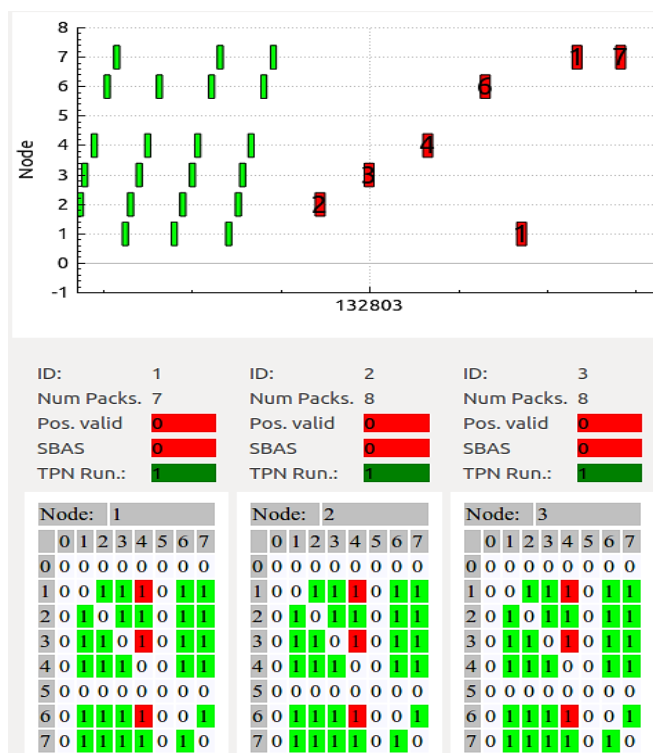 8
7
6
5
4
3
2
1
0
-1
Node
2 3 4 6 1 1 7
132803
ID: 1 ID: 2 ID: 3
Num Packs. 7 Num Packs. 8 Num Packs. 8
Pos. valid 0 Pos. valid 0 Pos. valid 0
SBAS 0 SBAS 0 SBAS 0
TPN Run.: 1 TPN Run.: 1 TPN Run.: 1
Node: 1 Node: 2 Node: 3
0 1 2 3 4 5 6 7 0 1 2 3 4 5 6 7 0 1 2 3 4 5 6 7
0 0 0 0 0 0 0 0 0 0 0 0 0 0 0 0 0 0 0 0 0 0 0 0 0 0 0
1 0 0 1 1 1 0 1 1 1 0 0 1 1 1 0 1 1 1 0 0 1 1 1 0 1 1
2 0 1 0 1 1 0 1 1 2 0 1 0 1 1 0 1 1 2 0 1 0 1 1 0 1 1
3 0 1 1 0 1 0 1 1 3 0 1 1 0 1 0 1 1 3 0 1 1 0 1 0 1 1
4 0 1 1 1 0 0 1 1 4 0 1 1 1 0 0 1 1 4 0 1 1 1 0 0 1 1
5 0 0 0 0 0 0 0 0 5 0 0 0 0 0 0 0 0 5 0 0 0 0 0 0 0 0
6 0 1 1 1 1 0 0 1 6 0 1 1 1 1 0 0 1 6 0 1 1 1 1 0 0 1
7 0 1 1 1 1 0 1 0 7 0 1 1 1 1 0 1 0 7 0 1 1 1 1 0 1 0